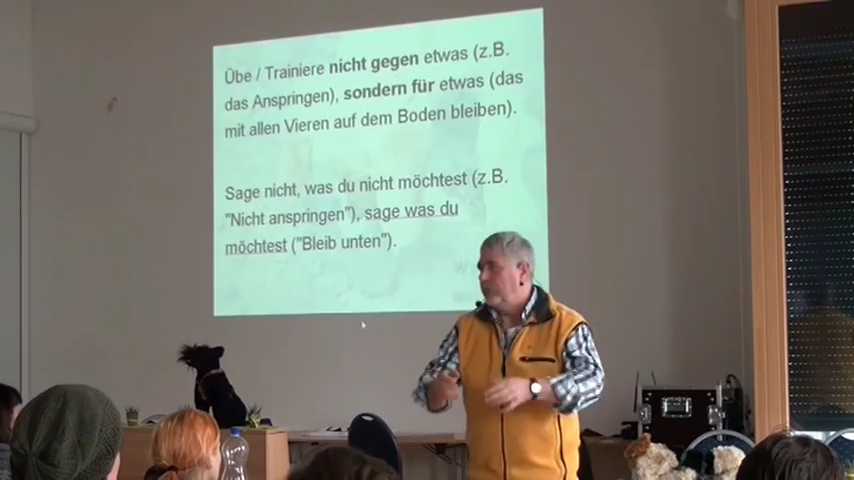 Übe / Trainiere nicht gegen etwas (z.B.
das Anspringen), sondern für etwas (das
mit allen Vieren auf dem Boden bleiben).
Sage nicht, was du nicht möchtest (z.B.
"Nicht anspringen"), sage was du
möchtest ("Bleib unten").